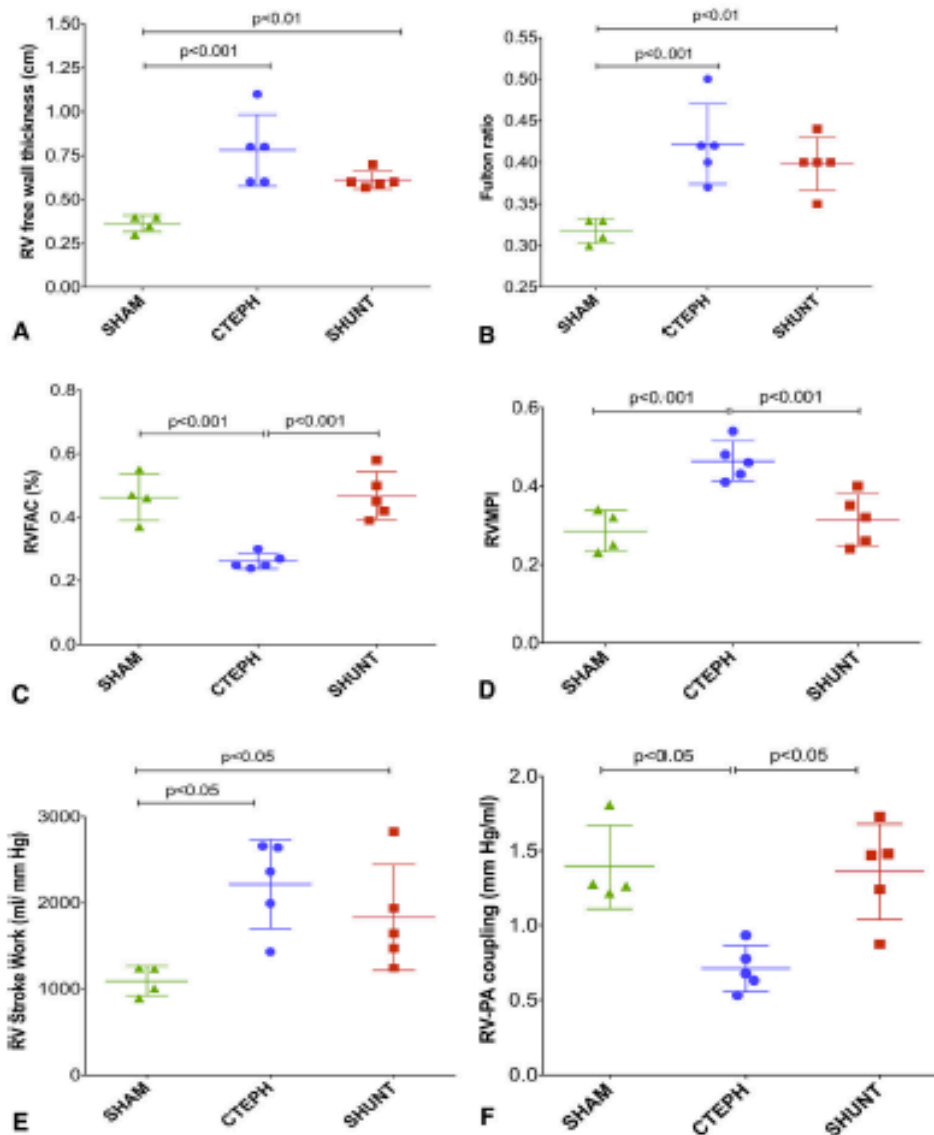 p<0.01
p<0.001
RV free wall thickness (cm)
1.50
1.25
1.00
0.75
0.50
0.25
0.00
SHAM
CTEPH
SHUNT
A
p<0.01
p<0.001
Fulton ratio
0.55
0.50
0.45
0.40
0.35
0.30
0.25
SHAM
CTEPH
SHUNT
B
p<0.001
p<0.001
RVFAC (%)
0.8
0.6
0.4
0.2
0.0
SHAM
CTEPH
SHUNT
C
p<0.001
p<0.001
RVMPI
0.6
0.4
0.2
0.0
SHAM
CTEPH
SHUNT
D
p<0.05
p<0.05
RV Stroke Work (ml/ mm Hg)
3000
2000
1000
0
SHAM
CTEPH
SHUNT
E
p<0.05
p<0.05
RV-PA coupling (mm Hg/ml)
2.0
1.5
1.0
0.5
0.0
SHAM
CTEPH
SHUNT
F